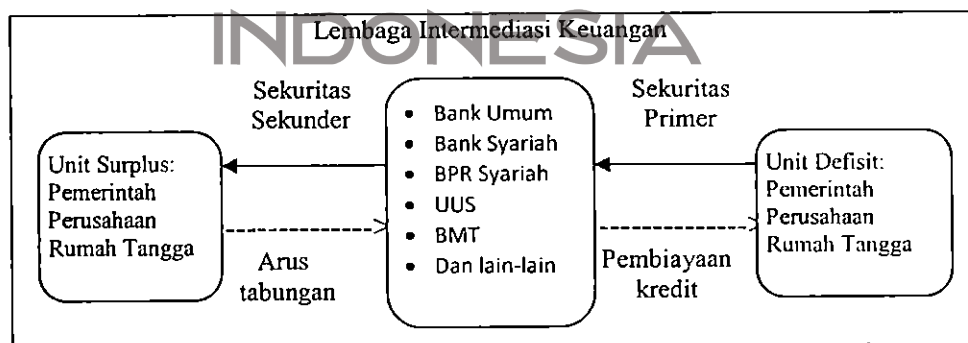 INDONESIA
Lembaga Intermediasi Keuangan
Sekuritas
Sekunder
Sekuritas
Primer
Unit Surplus:
Pemerintah
Perusahaan
Rumah Tangga
Arus
tabungan
• Bank Umum
• Bank Syariah
• BPR Syariah
• UUS
• BMT
• Dan lain-lain
Pembiayaan
kredit
Unit Defisit:
Pemerintah
Perusahaan
Rumah Tangga